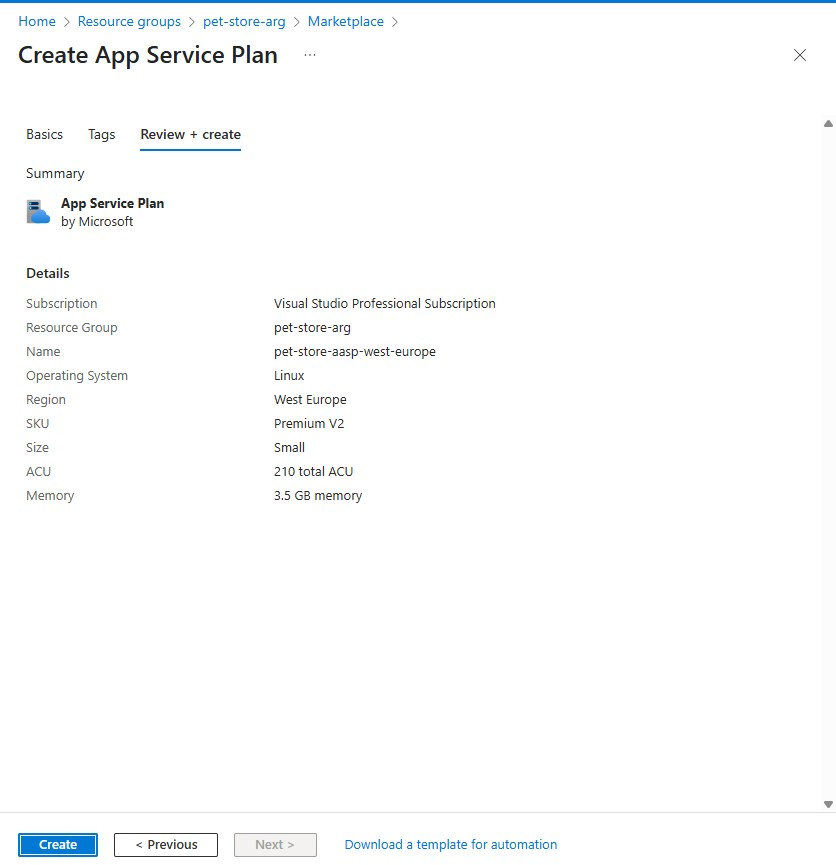 Home > Resource groups > pet-store-arg > Marketplace >
Create App Service Plan ...
Basics Tags Review + create
Summary
App Service Plan
by Microsoft
Details
Subscription Visual Studio Professional Subscription
Resource Group pet-store-arg
Name pet-store-aasp-west-europe
Operating System Linux
Region West Europe
SKU Premium V2
Size Small
ACU 210 total ACU
Memory 3.5 GB memory
Create < Previous Next > Download a template for automation